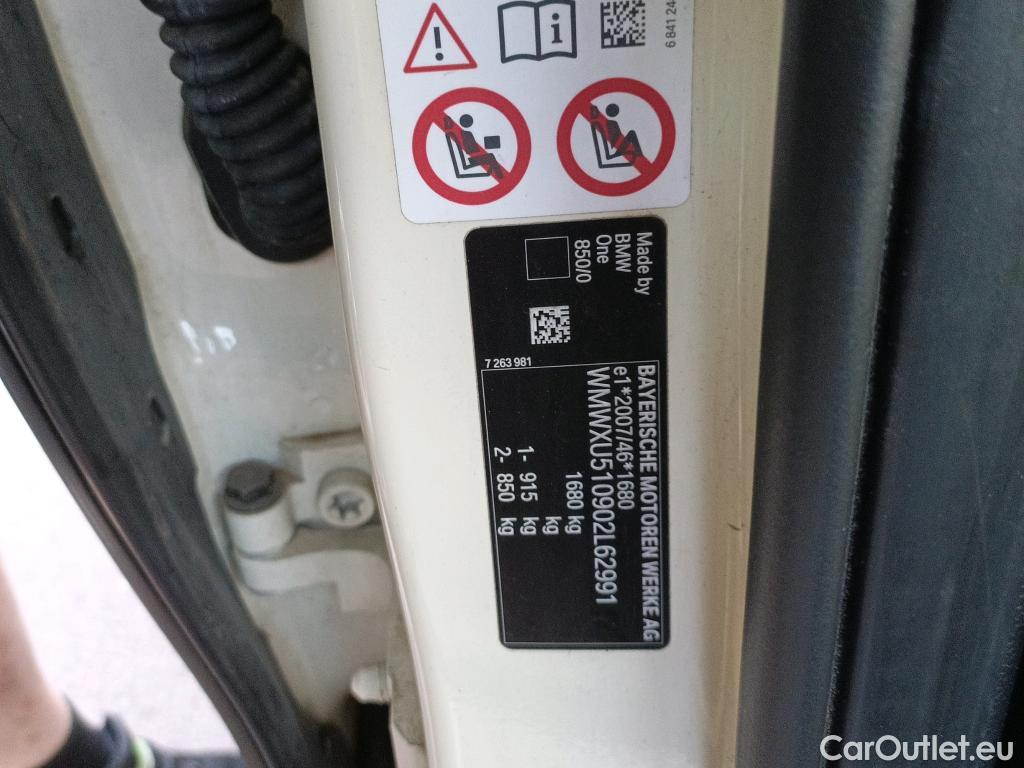 6 841 24
Made by
BMW
One
850/0
7 263 981
BAYERISCHE MOTOREN WERKE AG
e1*2007/46*1680
WMWXU510902L62991
1680 kg
kg
1- 915 kg
2- 850 kg
CarOutlet.eu